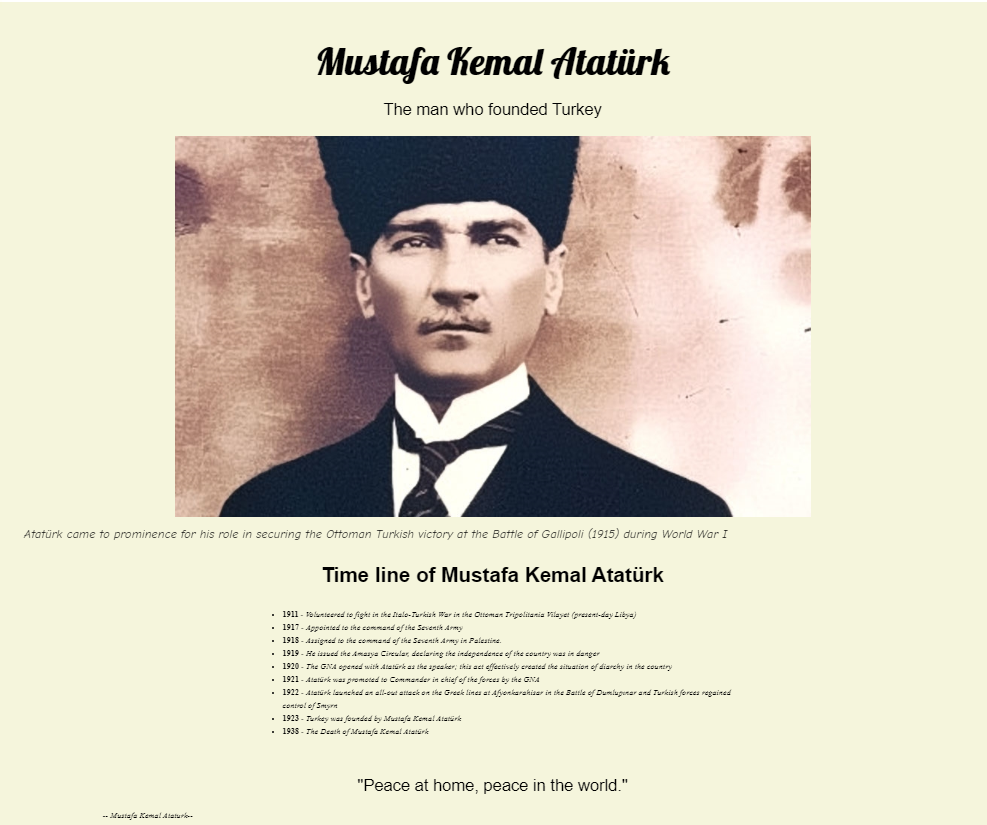 Mustafa Kemal Atatürk
The man who founded Turkey
Atatürk came to prominence for his role in securing the Ottoman Turkish victory at the Battle of Gallipoli (1915) during World War I
Time line of Mustafa Kemal Atatürk
• 1911 - Volunteered to fight in the Italo-Turkish War in the Ottoman Tripolitania Vilayet (present-day Libya)
• 1917 - Appointed to the command of the Seventh Army
• 1918 - Assigned to the command of the Seventh Army in Palestine.
• 1919 - He issued the Amasya Circular, declaring the independence of the country was in danger
• 1920 - The GNA opened with Atatürk as the speaker; this act effectively created the situation of diarchy in the country
• 1921 - Atatürk was promoted to Commander in chief of the forces by the GNA
• 1922 - Atatürk launched an all-out attack on the Greek lines at Afyonkarahisar in the Battle of Dumlupınar and Turkish forces regained
control of Smyrn
• 1923 - Turkey was founded by Mustafa Kemal Atatürk
• 1938 - The Death of Mustafa Kemal Atatürk
"Peace at home, peace in the world."
-- Mustafa Kemal Ataturk--